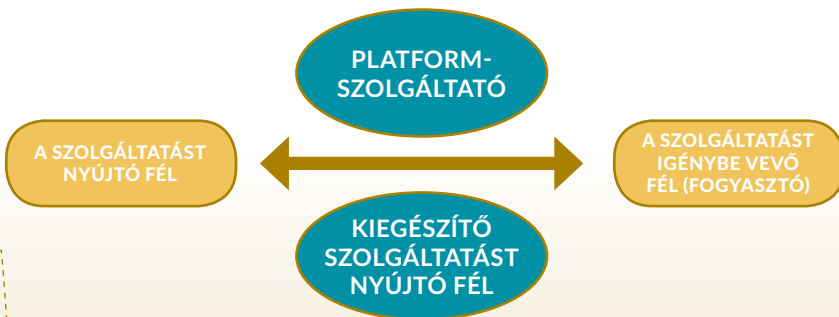 PLATFORM-
SZOLGÁLTATÓ
A SZOLGÁLTATÁST
NYÚJTÓ FÉL
A SZOLGÁLTATÁST
IGÉNYBE VEVŐ
FÉL (FOGYASZTÓ)
KIEGÉSZÍTŐ
SZOLGÁLTATÁST
NYÚJTÓ FÉL